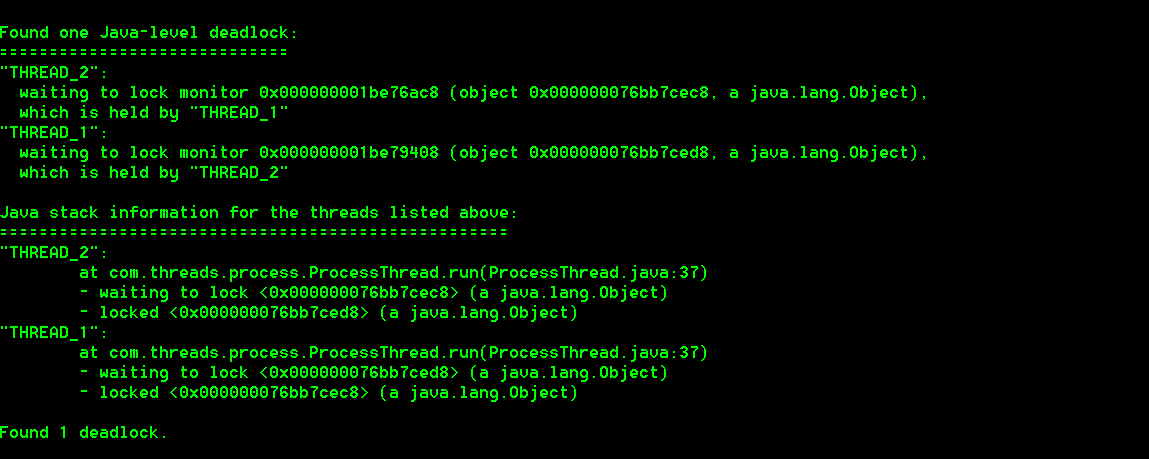 Found one Java-level deadlock:
=============================
"THREAD_2":
  waiting to lock monitor 0x000000001be76ac8 (object 0x000000076bb7cec8, a java.lang.Object),
  which is held by "THREAD_1"
"THREAD_1":
  waiting to lock monitor 0x000000001be79408 (object 0x000000076bb7ced8, a java.lang.Object),
  which is held by "THREAD_2"

Java stack information for the threads listed above:
===================================================
"THREAD_2":
        at com.threads.process.ProcessThread.run(ProcessThread.java:37)
        - waiting to lock <0x000000076bb7cec8> (a java.lang.Object)
        - locked <0x000000076bb7ced8> (a java.lang.Object)
"THREAD_1":
        at com.threads.process.ProcessThread.run(ProcessThread.java:37)
        - waiting to lock <0x000000076bb7ced8> (a java.lang.Object)
        - locked <0x000000076bb7cec8> (a java.lang.Object)

Found 1 deadlock.